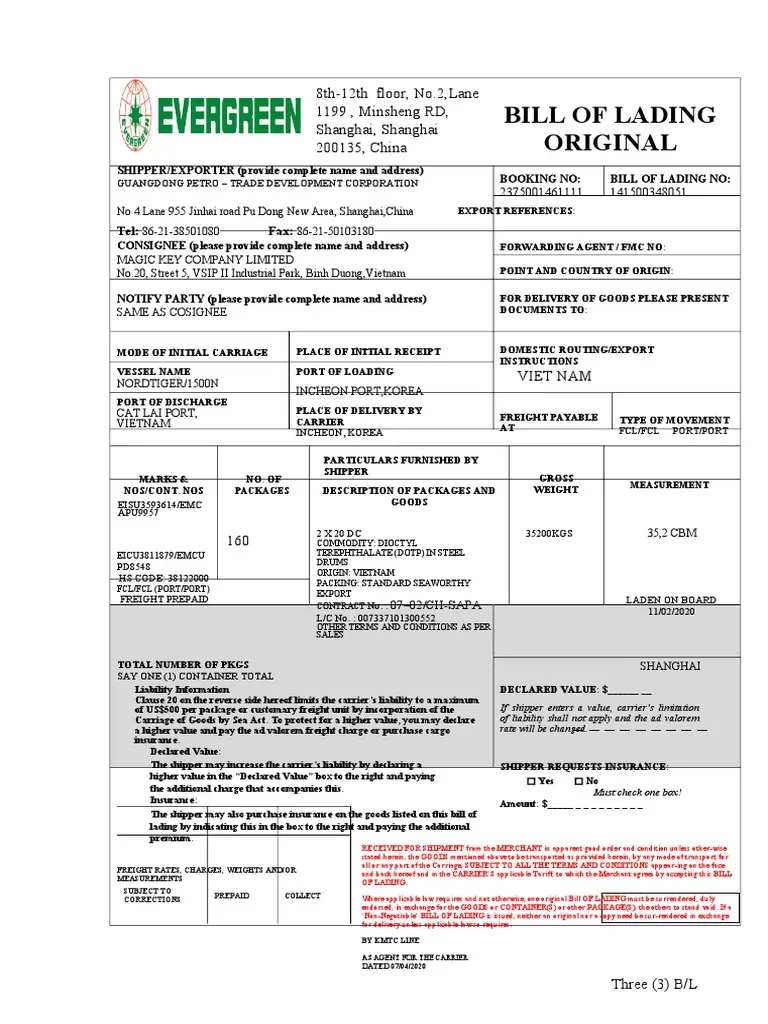 EVERGREEN
8th-12th floor, No.2,Lane
1199 , Minsheng RD,
Shanghai, Shanghai
200135, China
BILL OF LADING
ORIGINAL
SHIPPER/EXPORTER (provide complete name and address)
GUANGDONG PETRO – TRADE DEVELOPMENT CORPORATION
BOOKING NO:
2375001461111
BILL OF LADING NO:
141500348051
No 4 Lane 955 Jinhai road Pu Dong New Area, Shanghai,China
EXPORT REFERENCES:
Tel: 86-21-38501080 Fax: 86-21-50103180
CONSIGNEE (please provide complete name and address)
MAGIC KEY COMPANY LIMITED
No.20, Street 5, VSIP II Industrial Park, Binh Duong,Vietnam
FORWARDING AGENT / FMC NO:
POINT AND COUNTRY OF ORIGIN:
NOTIFY PARTY (please provide complete name and address)
SAME AS COSIGNEE
FOR DELIVERY OF GOODS PLEASE PRESENT
DOCUMENTS TO:
MODE OF INITIAL CARRIAGE
PLACE OF INITIAL RECEIPT
DOMESTIC ROUTING/EXPORT
INSTRUCTIONS
VIET NAM
VESSEL NAME
NORDTIGER/1500N
PORT OF LOADING
INCHEON PORT,KOREA
PORT OF DISCHARGE
CAT LAI PORT,
VIETNAM
PLACE OF DELIVERY BY
CARRIER
INCHEON, KOREA
FREIGHT PAYABLE
AT
TYPE OF MOVEMENT
FCL/FCL PORT/PORT
PARTICULARS FURNISHED BY
SHIPPER
MARKS &
NOS/CONT. NOS
NO. OF
PACKAGES
DESCRIPTION OF PACKAGES AND
GOODS
GROSS
WEIGHT
MEASUREMENT
EISU3593614/EMC
APU9957
160
2 X 20 DC
COMMODITY: DIOCTYL
TEREPHTHALATE (DOTP) IN STEEL
DRUMS
ORIGIN: VIETNAM
PACKING: STANDARD SEAWORTHY
EXPORT
CONTRACT No. : 07–02/CH-SAPA
L/C No. : 007337101300552
OTHER TERMS AND CONDITIONS AS PER
SALES
35200KGS
35,2 CBM
EICU3811879/EMCU
PD8548
HS CODE: 38122000
FCL/FCL (PORT/PORT)
FREIGHT PREPAID
LADEN ON BOARD
11/02/2020
SHANGHAI
TOTAL NUMBER OF PKGS
SAY ONE (1) CONTAINER TOTAL
Liability Information
Clause 20 on the reverse side hereof limits the carrier's liability to a maximum
of US$500 per package or customary freight unit by incorporation of the
Carriage of Goods by Sea Act. To protect for a higher value, you may declare
a higher value and pay the ad valorem freight charge or purchase cargo
insurance.
Declared Value:
The shipper may increase the carrier's liability by declaring a
higher value in the "Declared Value" box to the right and paying
the additional charge that accompanies this.
Insurance:
The shipper may also purchase insurance on the goods listed on this bill of
lading by indicating this in the box to the right and paying the additional
premium.
DECLARED VALUE: $______ __
If shipper enters a value, carrier's limitation
of liability shall not apply and the ad valorem
rate will be changed.— — — — — — — — —
SHIPPER REQUESTS INSURANCE:
☐ Yes ☐ No
Must check one box!
Amount: $_____ _ _ _ _ _ _ _ _ _ _
FREIGHT RATES, CHARGES, WEIGHTS AND/OR
MEASUREMENTS
SUBJECT TO
CORRECTIONS
PREPAID
COLLECT
RECEIVED FOR SHIPMENT from the MERCHANT in apparent good order and condition unless other-wise
stated herein, the GOODS mentioned above to be transported as provided herein, by any mode of transport for
all or any part of the Carriage, SUBJECT TO ALL THE TERMS AND CONDITIONS appear-ing on the face
and back hereof and in the CARRIER'S applicable Tariff, to which the Merchant agrees by accepting this BILL
OF LADING.
Where applicable law requires and not otherwise, one original Bill OF LADING must be surrendered, duly
endorsed, in exchange for the GOODS or CONTAINER(S) or other PACKAGE(S), the others to stand void. If a
'Non-Negotiable' BILL OF LADING is issued, neither an original nor a copy need be sur-rendered in exchange
for delivery unless applicable law so requires.
BY KMTC LINE
AS AGENT FOR THE CARRIER
DATED 07/04/2020
Three (3) B/L